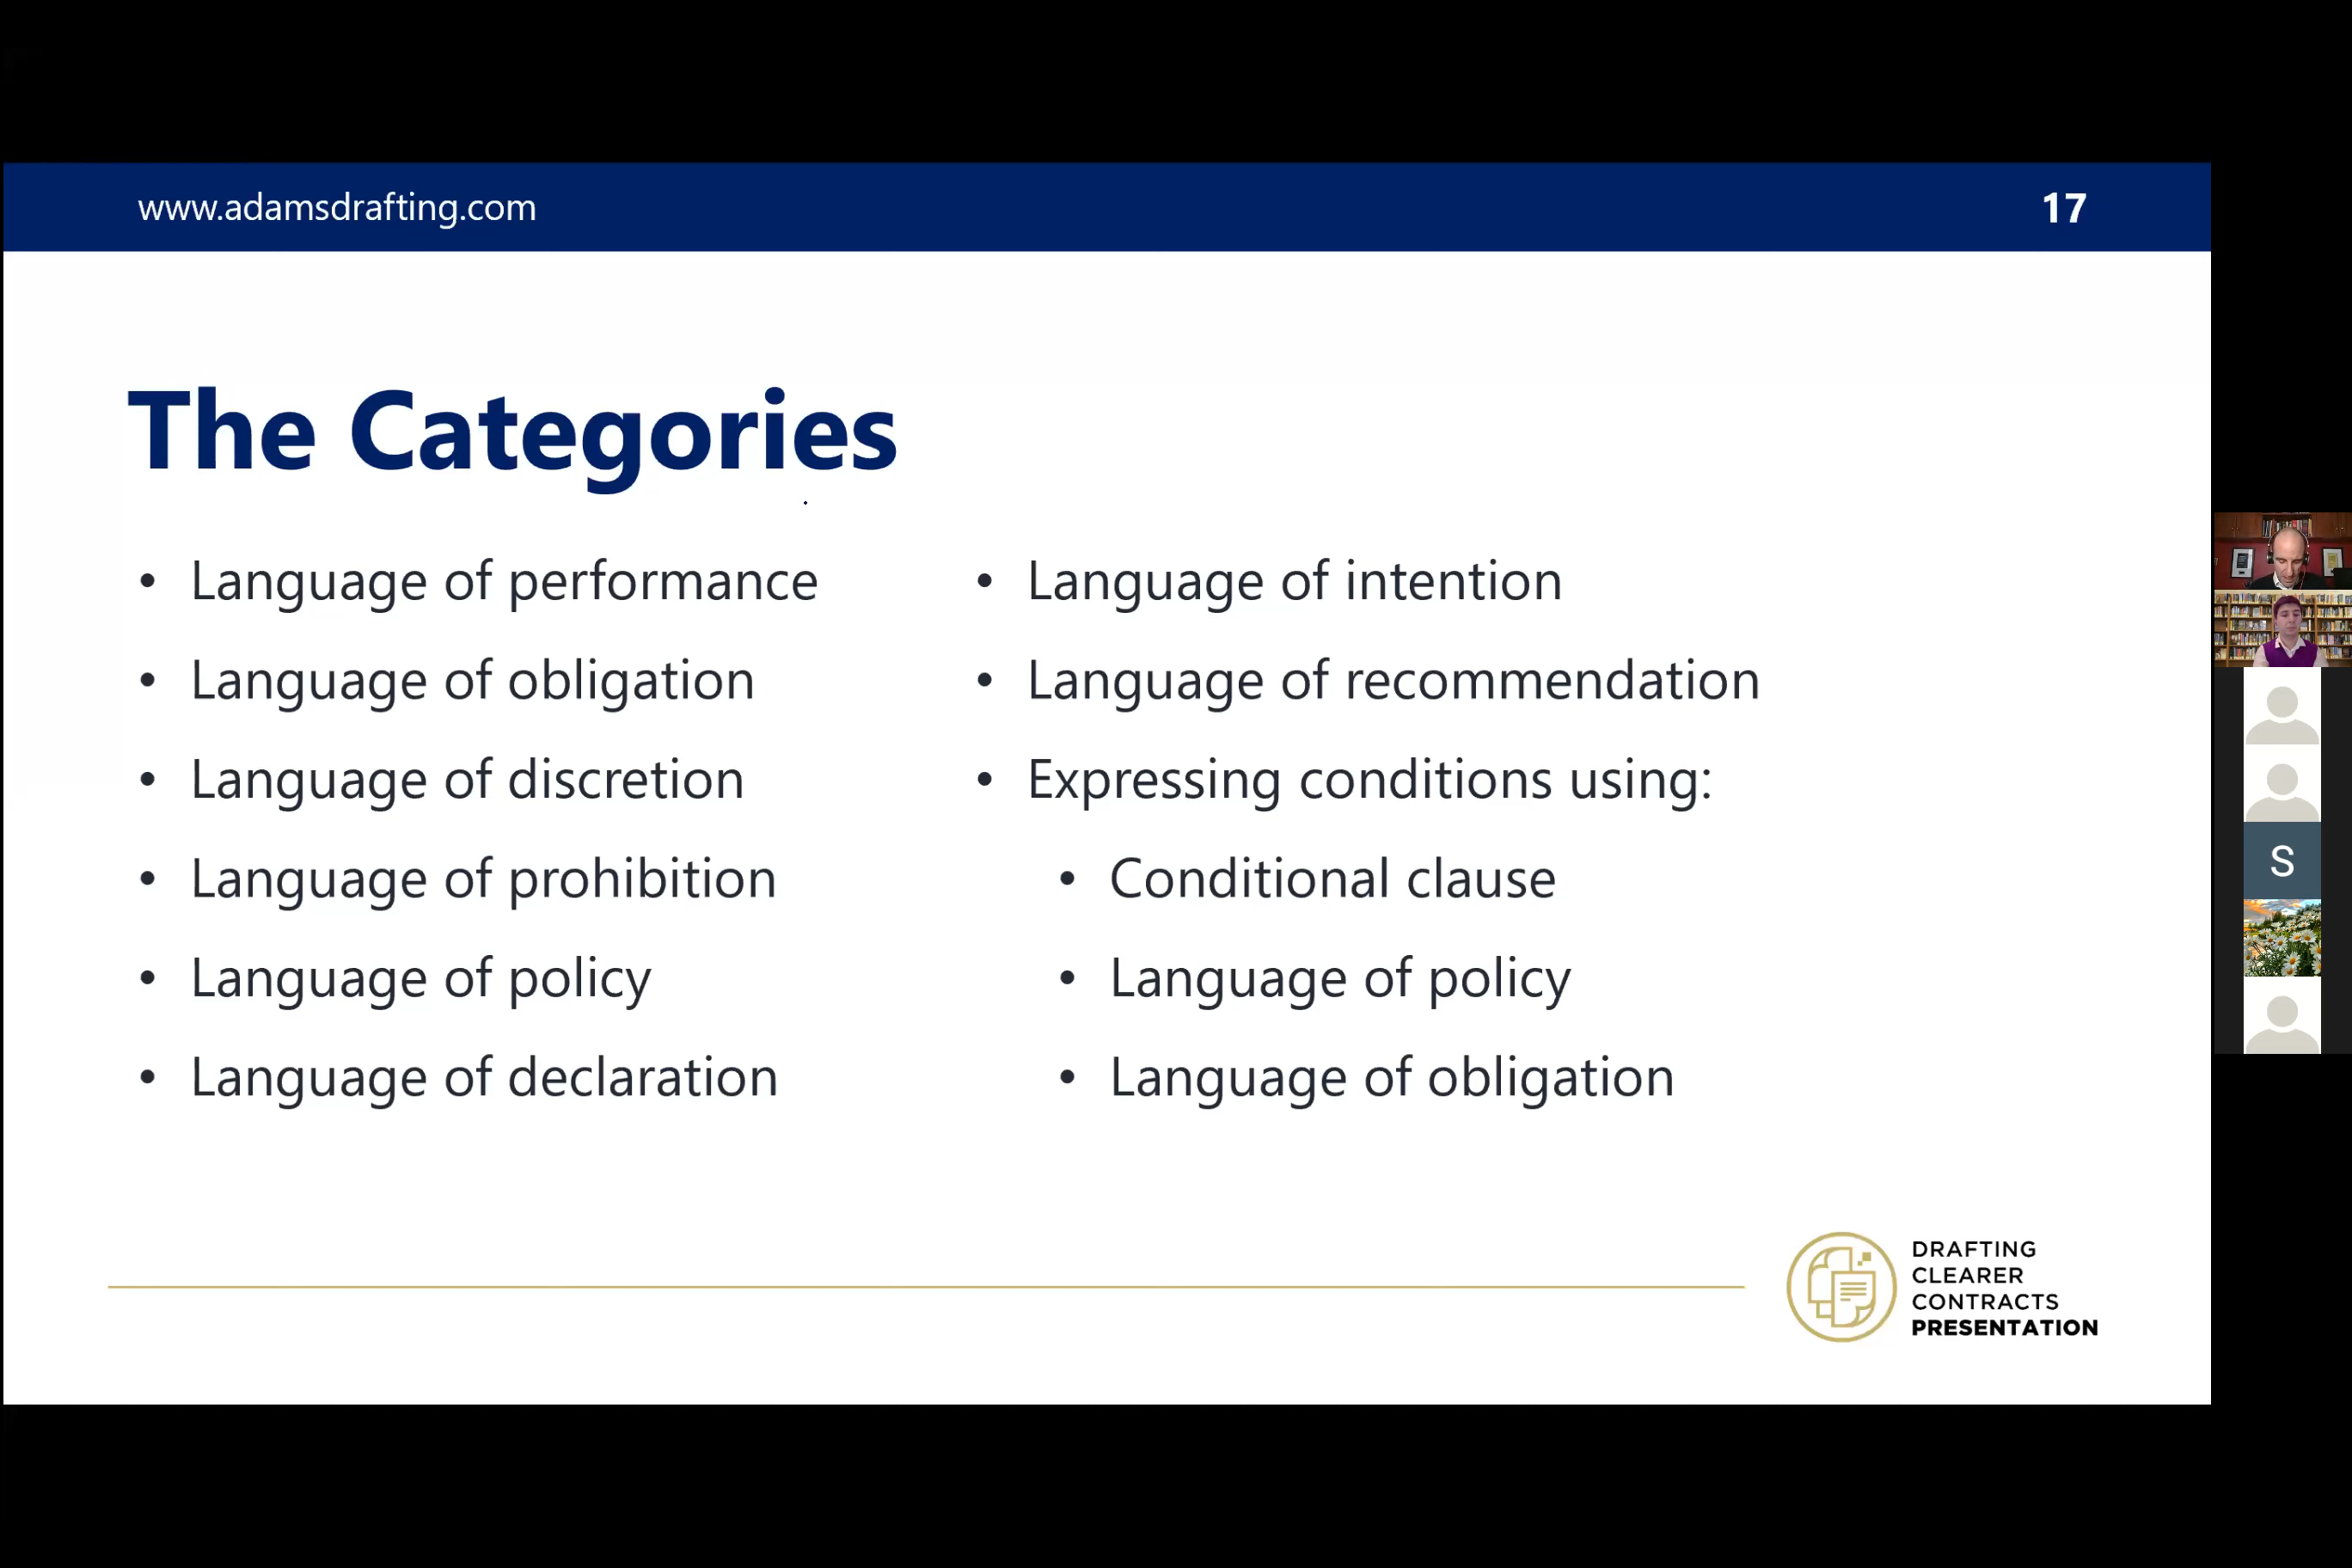 www.adamsdrafting.com
17
The Categories
• Language of performance
• Language of obligation
• Language of discretion
• Language of prohibition
• Language of policy
• Language of declaration
• Language of intention
• Language of recommendation
• Expressing conditions using:
• Conditional clause
• Language of policy
• Language of obligation
DRAFTING
CLEARER
CONTRACTS
PRESENTATION
S